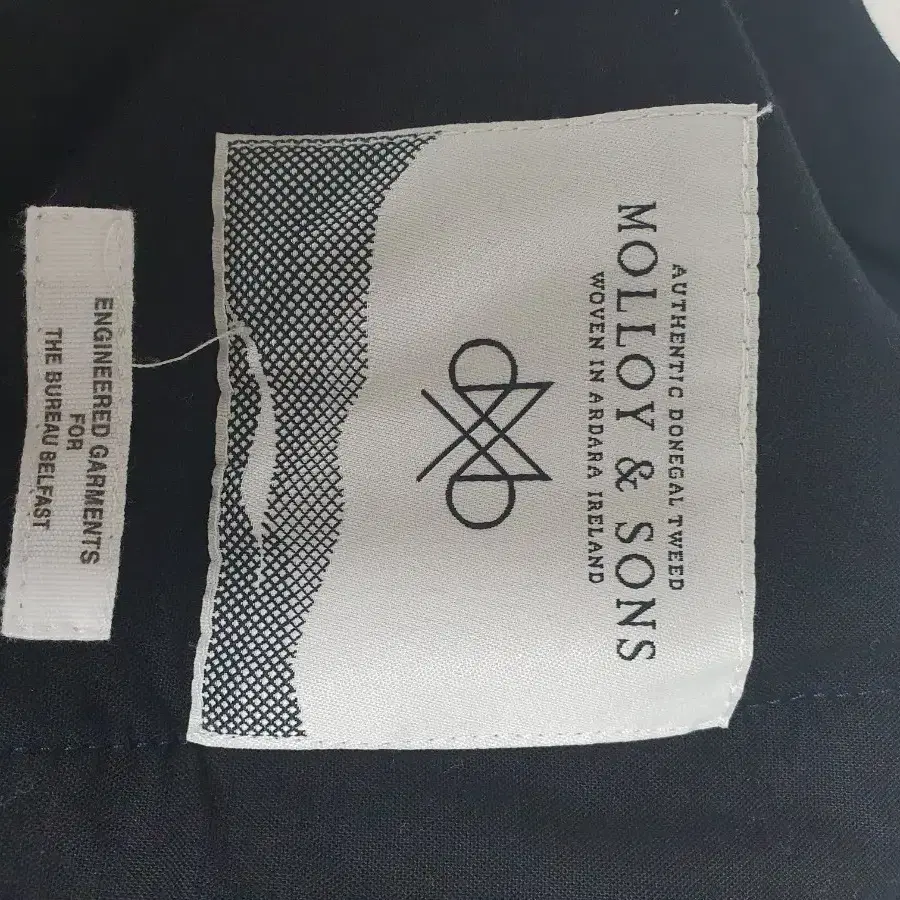 AUTHENTIC DONEGAL TWEED
MOLLOY & SONS
WOVEN IN ARDARA IRELAND
ENGINEERED GARMENTS
FOR
THE BUREAU BELFAST